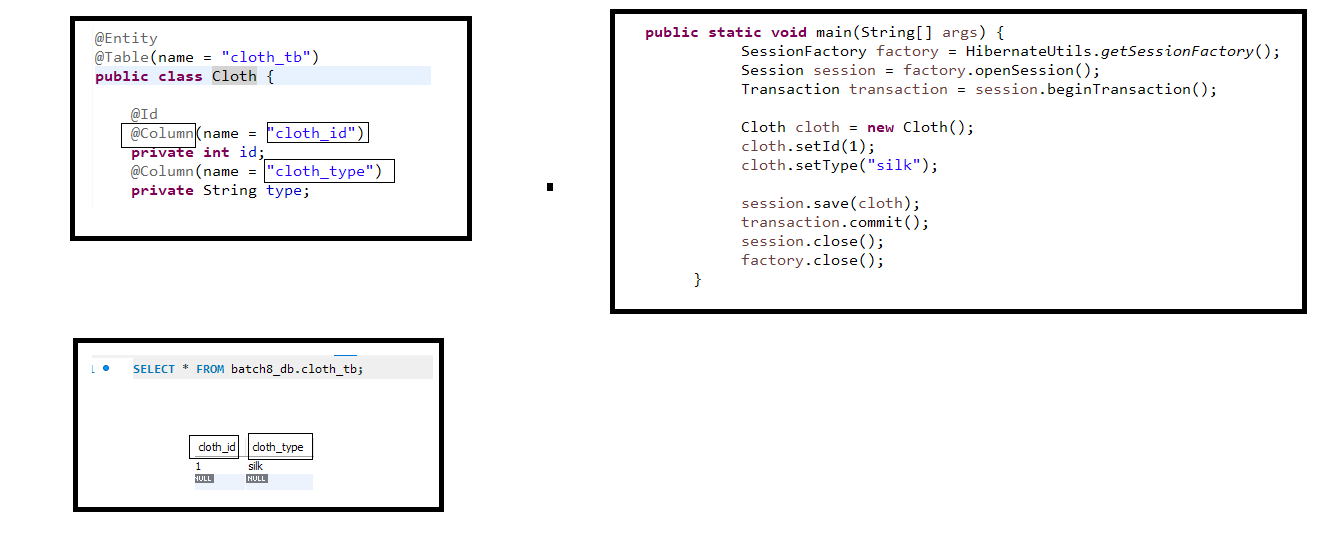 @Entity
@Table(name = "cloth_tb")
public class Cloth {
@Id
@Column(name = "cloth_id")
private int id;
@Column(name = "cloth_type")
private String type;
public static void main(String[] args) {
SessionFactory factory = HibernateUtils.getSessionFactory();
Session session = factory.openSession();
Transaction transaction = session.beginTransaction();
Cloth cloth = new Cloth();
cloth.setId(1);
cloth.setType("silk");
session.save(cloth);
transaction.commit();
session.close();
factory.close();
}
1 SELECT * FROM batch8_db.cloth_tb;
cloth_id cloth_type
1 silk
NULL NULL